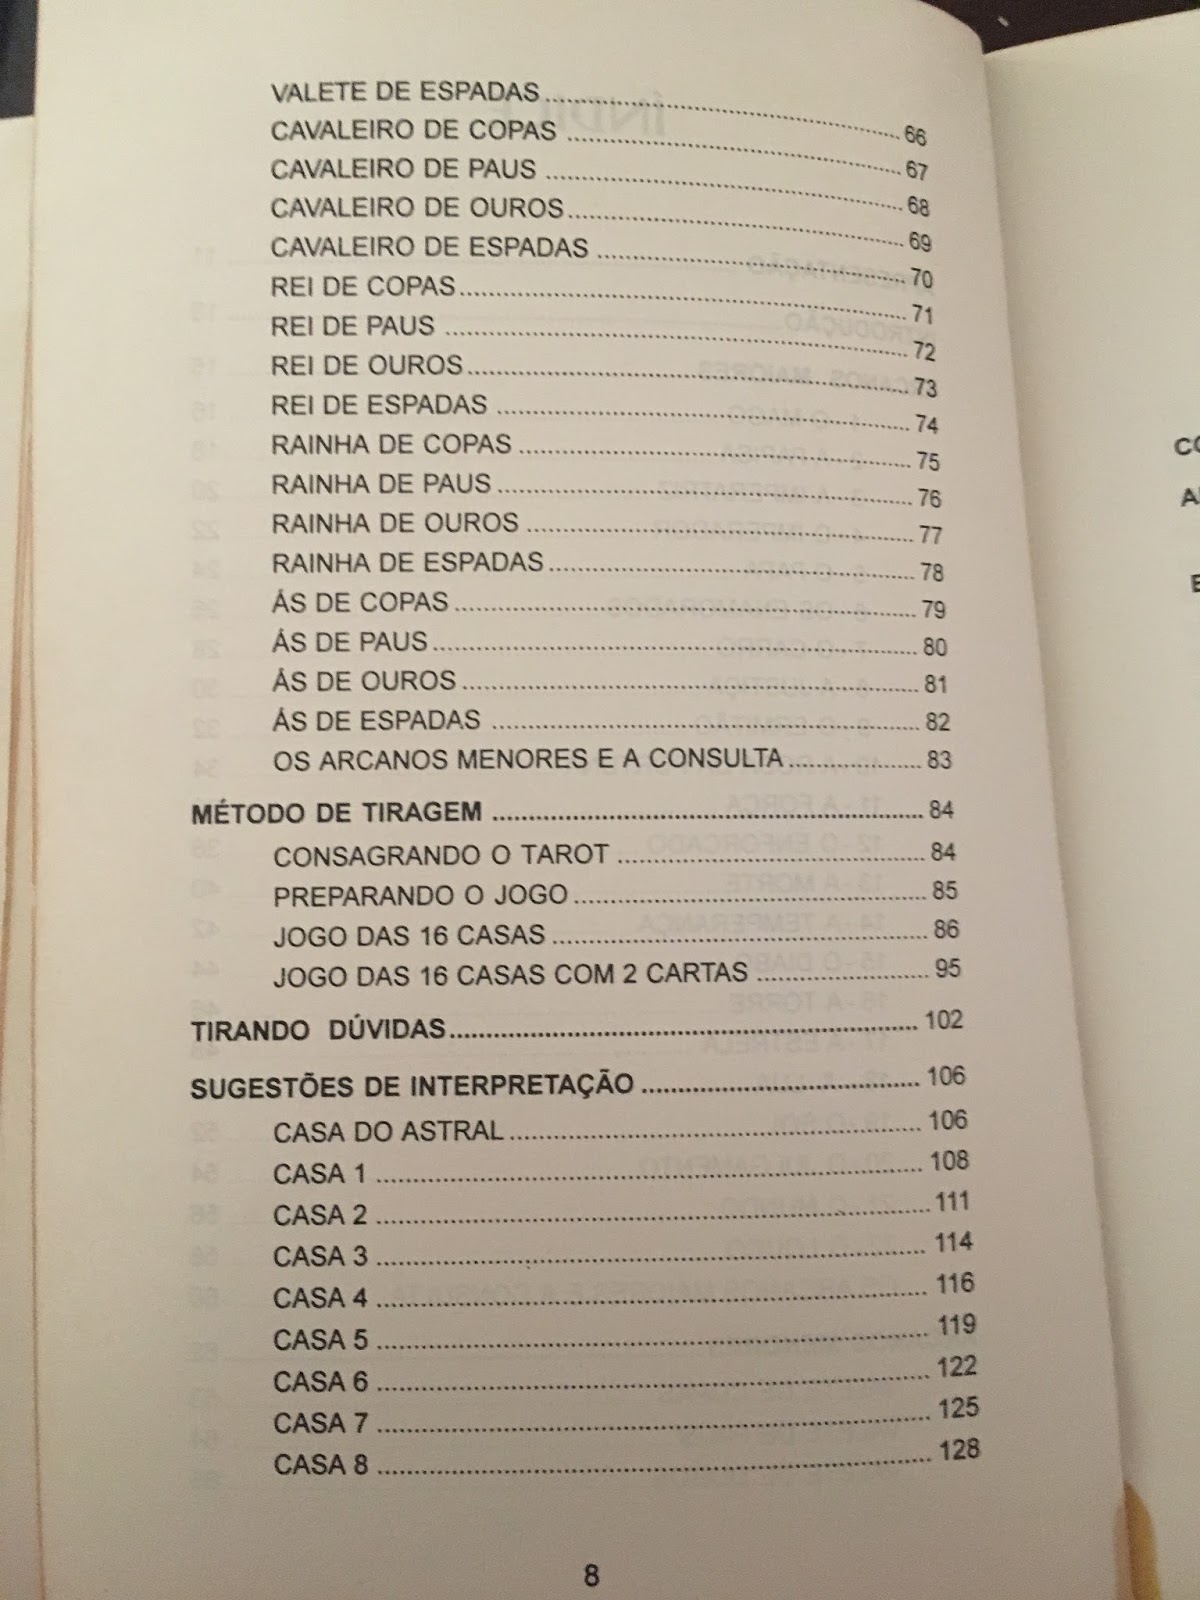 VALETE DE ESPADAS .......... 66
CAVALEIRO DE COPAS .......... 67
CAVALEIRO DE PAUS .......... 68
CAVALEIRO DE OUROS .......... 69
CAVALEIRO DE ESPADAS .......... 70
REI DE COPAS .......... 71
REI DE PAUS .......... 72
REI DE OUROS .......... 73
REI DE ESPADAS .......... 74
RAINHA DE COPAS .......... 75
RAINHA DE PAUS .......... 76
RAINHA DE OUROS .......... 77
RAINHA DE ESPADAS .......... 78
ÁS DE COPAS .......... 79
ÁS DE PAUS .......... 80
ÁS DE OUROS .......... 81
ÁS DE ESPADAS .......... 82
OS ARCANOS MENORES E A CONSULTA .......... 83
MÉTODO DE TIRAGEM .......... 84
CONSAGRANDO O TAROT .......... 84
PREPARANDO O JOGO .......... 85
JOGO DAS 16 CASAS .......... 86
JOGO DAS 16 CASAS COM 2 CARTAS .......... 95
TIRANDO DÚVIDAS .......... 102
SUGESTÕES DE INTERPRETAÇÃO .......... 106
CASA DO ASTRAL .......... 106
CASA 1 .......... 108
CASA 2 .......... 111
CASA 3 .......... 114
CASA 4 .......... 116
CASA 5 .......... 119
CASA 6 .......... 122
CASA 7 .......... 125
CASA 8 .......... 128
8